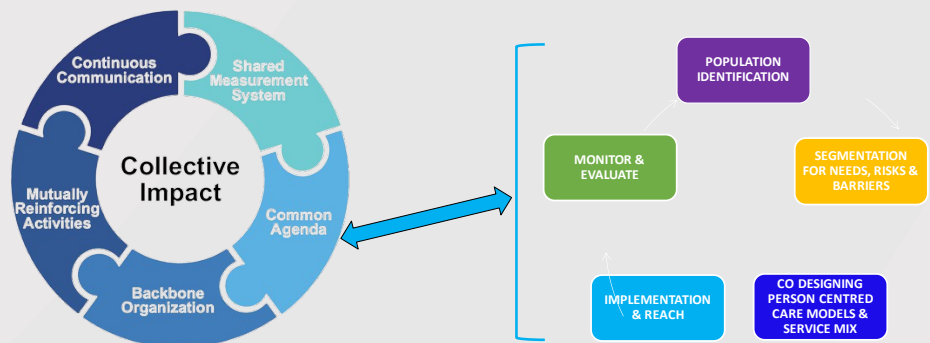 Continuous
Communication
Shared
Measurement
System
Collective
Impact
Mutually
Reinforcing
Activities
Common
Agenda
Backbone
Organization
POPULATION
IDENTIFICATION
MONITOR &
EVALUATE
SEGMENTATION
FOR NEEDS, RISKS &
BARRIERS
IMPLEMENTATION
& REACH
CO DESIGNING
PERSON CENTRED
CARE MODELS &
SERVICE MIX